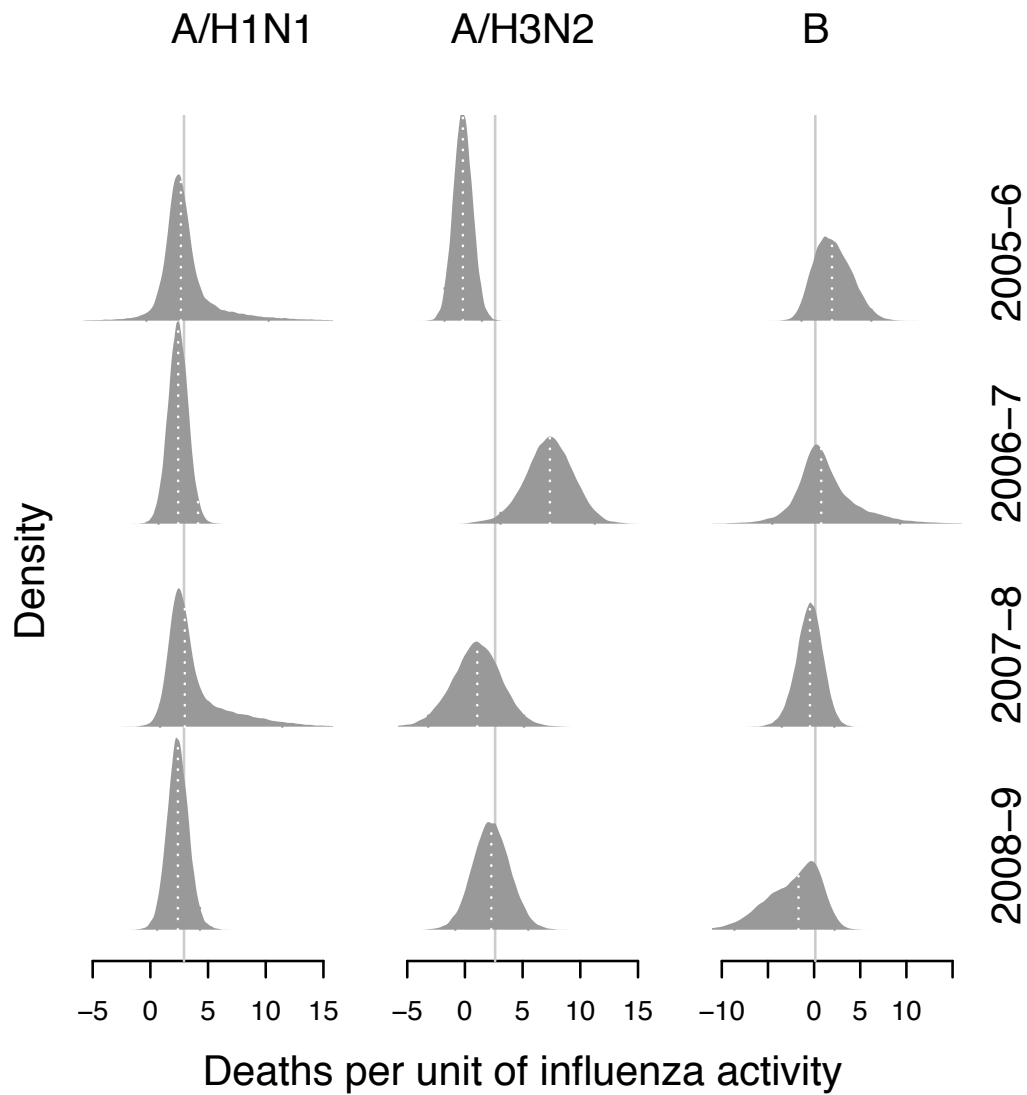 A/H1N1 A/H3N2 B
2005−6
2006−7
Density
2007−8
2008−9
−5 0 5 10 15 −5 0 5 10 15 −10 0 5 10
Deaths per unit of influenza activity